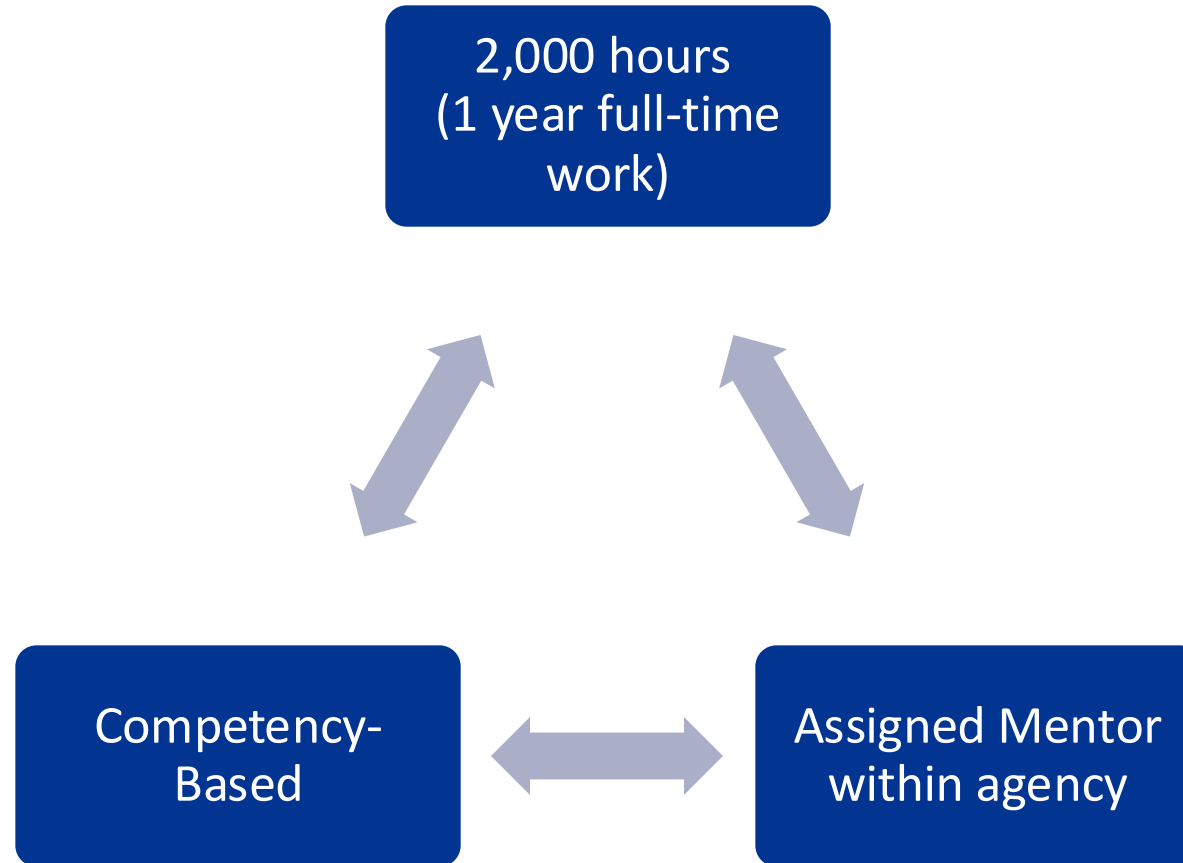 2,000 hours
(1 year full-time
work)
Competency-
Based
Assigned Mentor
within agency